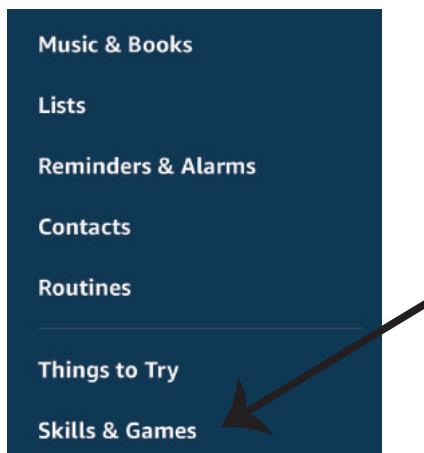 Music & Books
Lists
Reminders & Alarms
Contacts
Routines
Things to Try
Skills & Games